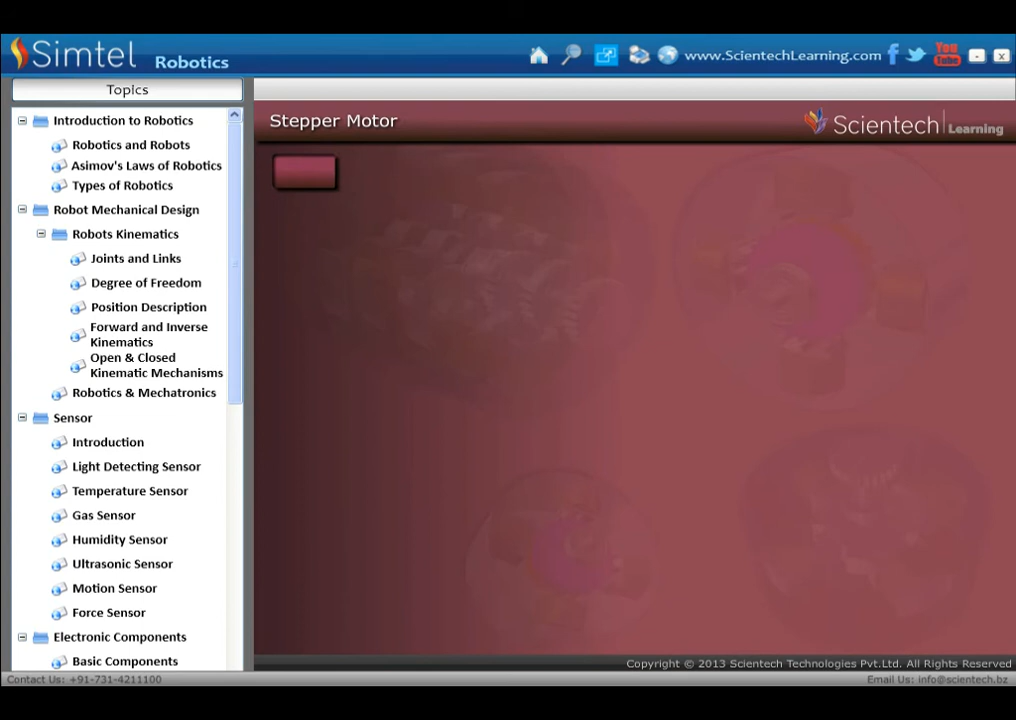 Simtel Robotics
www.ScientechLearning.com
You Tube
Topics
Introduction to Robotics
Robotics and Robots
Asimov's Laws of Robotics
Types of Robotics
Robot Mechanical Design
Robots Kinematics
Joints and Links
Degree of Freedom
Position Description
Forward and Inverse
Kinematics
Open & Closed
Kinematic Mechanisms
Robotics & Mechatronics
Sensor
Introduction
Light Detecting Sensor
Temperature Sensor
Gas Sensor
Humidity Sensor
Ultrasonic Sensor
Motion Sensor
Force Sensor
Electronic Components
Basic Components
Stepper Motor
Scientech Learning
Copyright © 2013 Scientech Technologies Pvt.Ltd. All Rights Reserved
Contact Us: +91-731-4211100
Email Us: info@scientech.bz